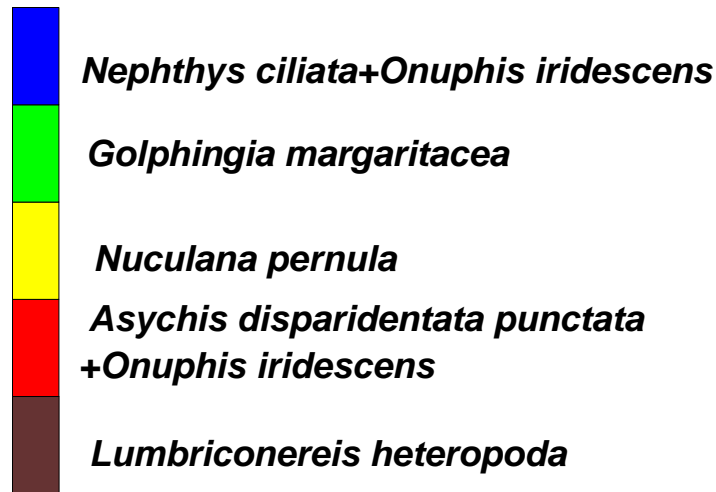 Nephthys ciliata+Onuphis iridescens
Golphingia margaritacea
Nuculana pernula
Asychis disparidentata punctata
+Onuphis iridescens
Lumbriconereis heteropoda